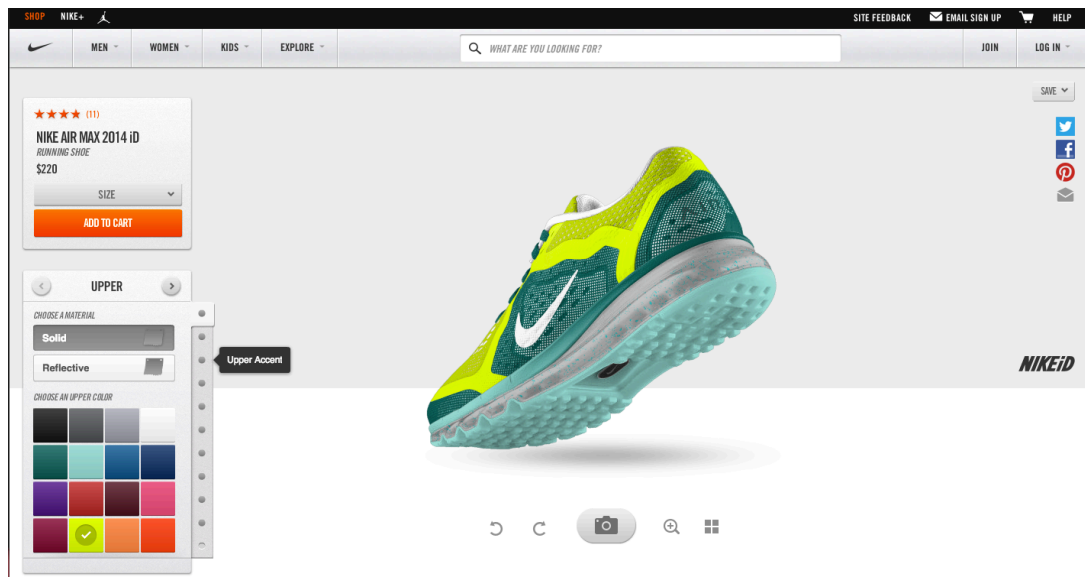 SHOP NIKE+ SITE FEEDBACK EMAIL SIGN UP HELP
MEN WOMEN KIDS EXPLORE WHAT ARE YOU LOOKING FOR? JOIN LOG IN
SAVE
(11)
NIKE AIR MAX 2014 iD
RUNNING SHOE
$220
SIZE
ADD TO CART
UPPER
CHOOSE A MATERIAL
Solid
Reflective
Upper Accent
NIKEiD
CHOOSE AN UPPER COLOR